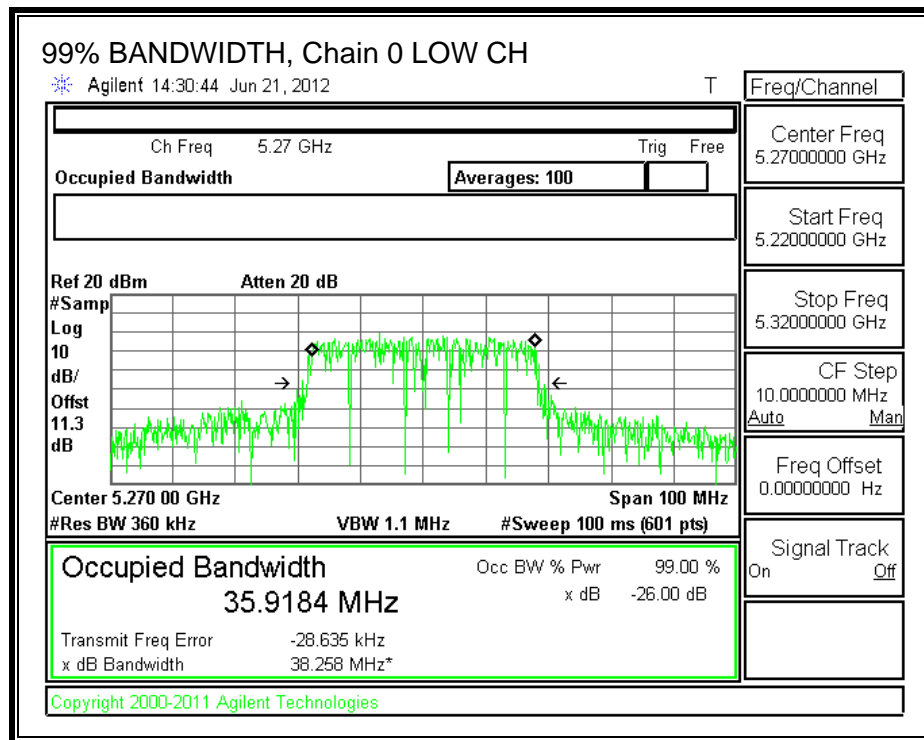 99% BANDWIDTH, Chain 0 LOW CH
Agilent 14:30:44 Jun 21, 2012 T
Freq/Channel
Ch Freq 5.27 GHz Trig Free
Occupied Bandwidth Averages: 100
Center Freq
5.27000000 GHz
Start Freq
5.22000000 GHz
Stop Freq
5.32000000 GHz
CF Step
10.0000000 MHz
Auto Man
Freq Offset
0.00000000 Hz
Signal Track
On Off
Ref 20 dBm Atten 20 dB
#Samp
Log
10
dB/
Offst
11.3
dB
Center 5.270 00 GHz Span 100 MHz
#Res BW 360 kHz VBW 1.1 MHz #Sweep 100 ms (601 pts)
Occupied Bandwidth Occ BW % Pwr 99.00 %
35.9184 MHz x dB -26.00 dB
Transmit Freq Error -28.635 kHz
x dB Bandwidth 38.258 MHz*
Copyright 2000-2011 Agilent Technologies